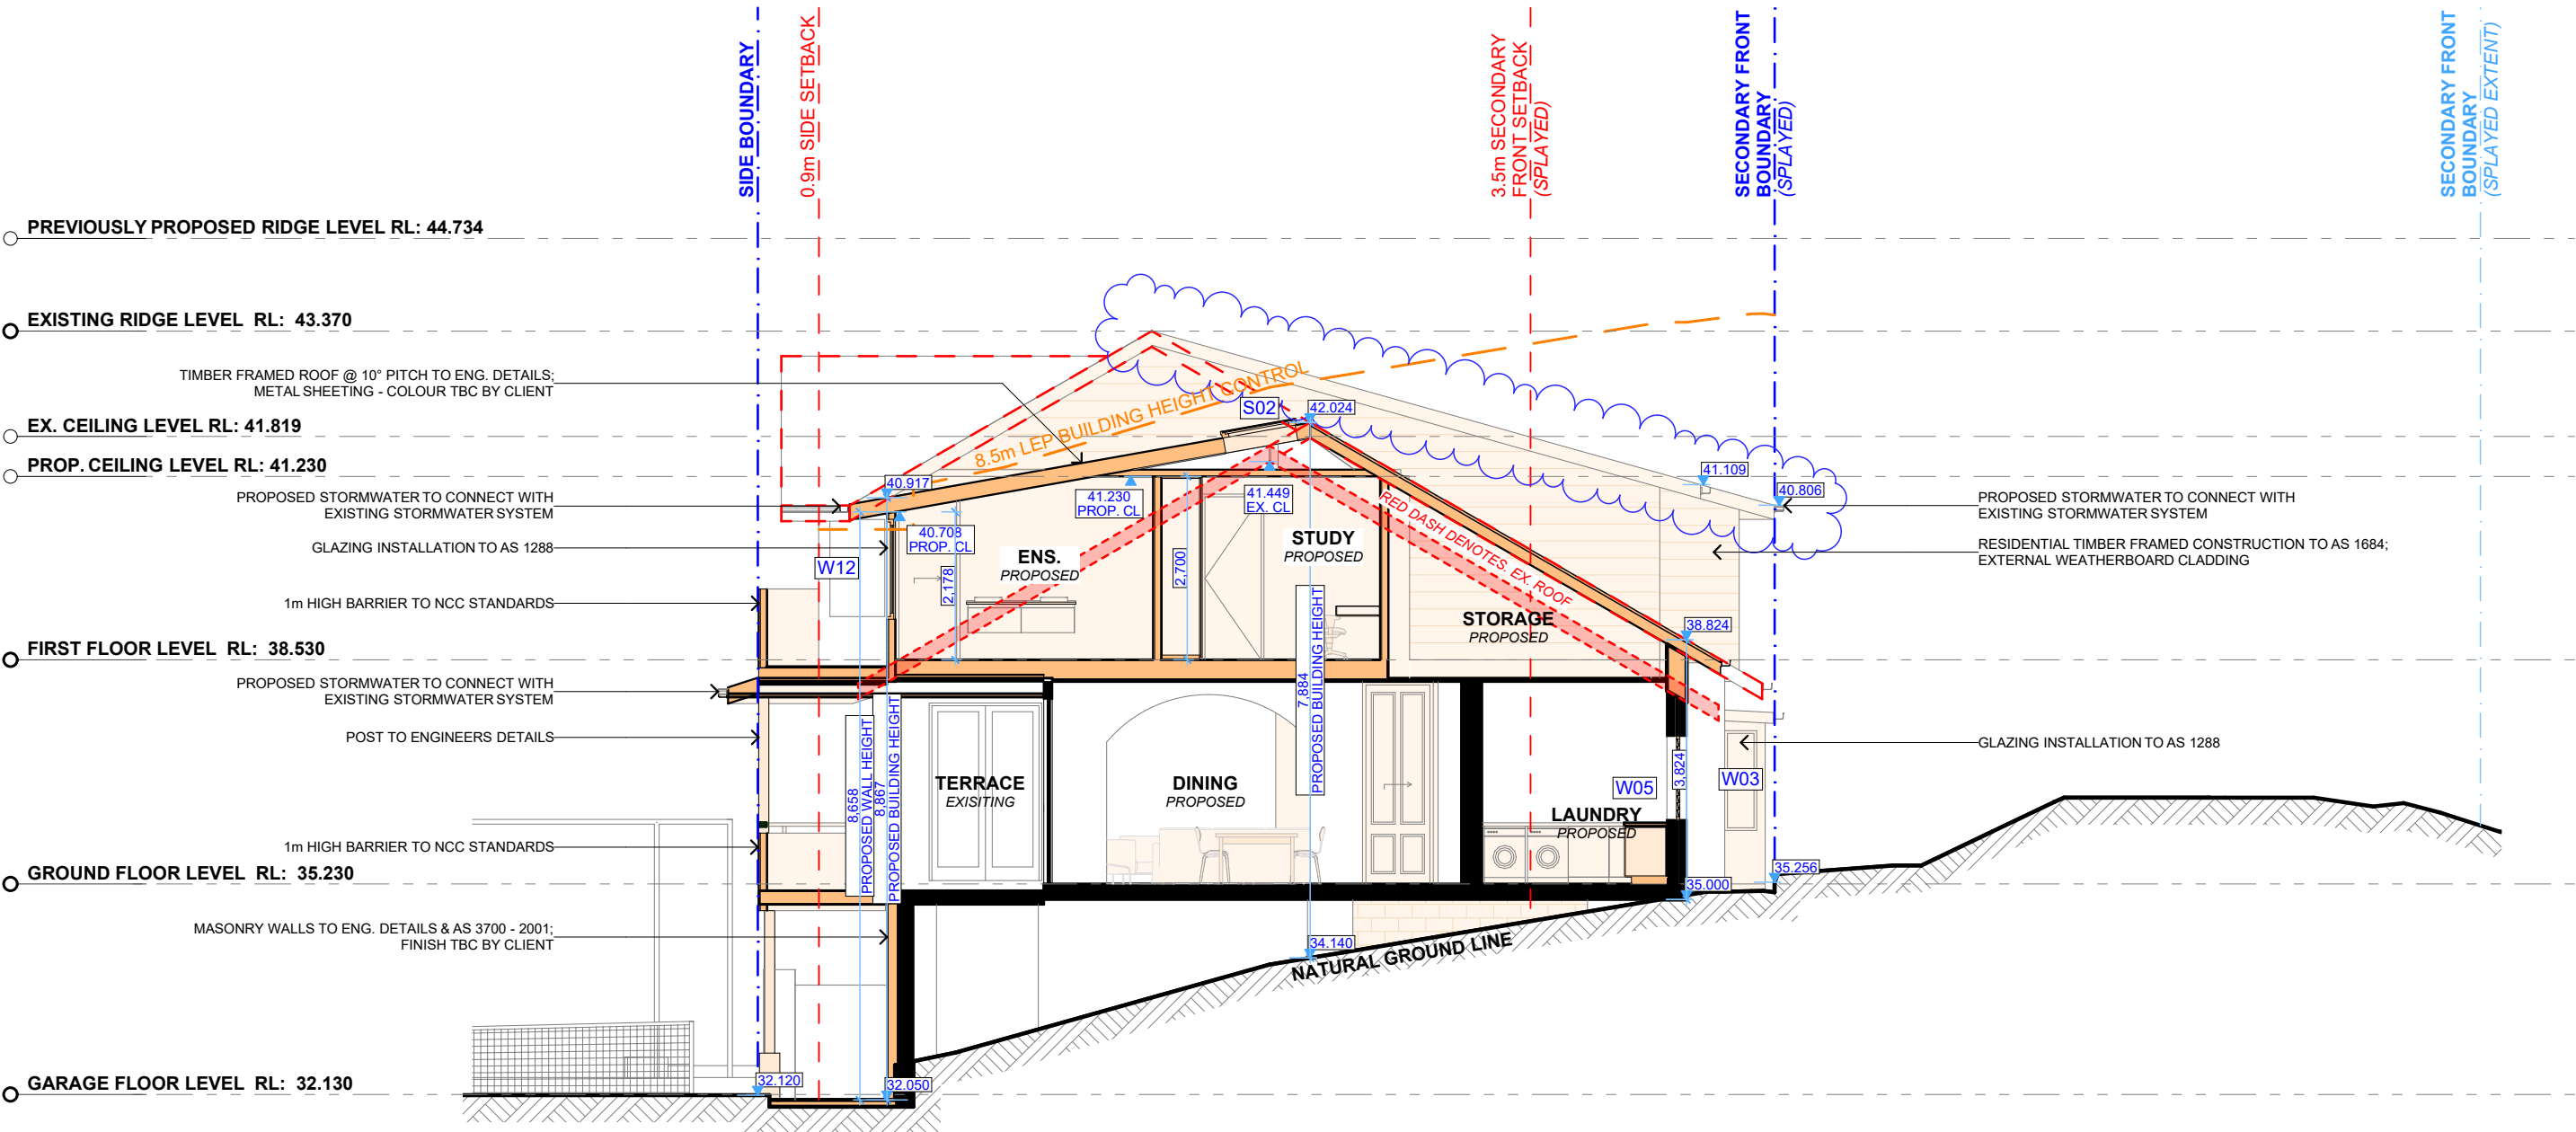 SIDE BOUNDARY
0.9m SIDE SETBACK
3.5m SECONDARY
FRONT SETBACK
(SPLAYED)
SECONDARY FRONT
BOUNDARY
(SPLAYED)
SECONDARY FRONT
BOUNDARY
(SPLAYED EXTENT)
PREVIOUSLY PROPOSED RIDGE LEVEL RL: 44.734
EXISTING RIDGE LEVEL RL: 43.370
TIMBER FRAMED ROOF @ 10° PITCH TO ENG. DETAILS;
METAL SHEETING - COLOUR TBC BY CLIENT
8.5m LEP BUILDING HEIGHT CONTROL
S02
42.024
EX. CEILING LEVEL RL: 41.819
PROP. CEILING LEVEL RL: 41.230
40.917
41.230
PROP. CL
41.449
EX. CL
41.109
40.806
PROPOSED STORMWATER TO CONNECT WITH
EXISTING STORMWATER SYSTEM
PROPOSED STORMWATER TO CONNECT WITH
EXISTING STORMWATER SYSTEM
GLAZING INSTALLATION TO AS 1288
40.708
PROP. CL
W12
ENS.
PROPOSED
2,178
2,700
STUDY
PROPOSED
RED DASH DENOTES. EX. ROOF
RESIDENTIAL TIMBER FRAMED CONSTRUCTION TO AS 1684;
EXTERNAL WEATHERBOARD CLADDING
1m HIGH BARRIER TO NCC STANDARDS
STORAGE
PROPOSED
38.824
FIRST FLOOR LEVEL RL: 38.530
PROPOSED STORMWATER TO CONNECT WITH
EXISTING STORMWATER SYSTEM
7,884
PROPOSED BUILDING HEIGHT
POST TO ENGINEERS DETAILS
8,658
PROPOSED WALL HEIGHT
8,867
PROPOSED BUILDING HEIGHT
TERRACE
EXISITING
DINING
PROPOSED
W05
3,824
W03
GLAZING INSTALLATION TO AS 1288
LAUNDRY
PROPOSED
1m HIGH BARRIER TO NCC STANDARDS
GROUND FLOOR LEVEL RL: 35.230
35.000
35.256
MASONRY WALLS TO ENG. DETAILS & AS 3700 - 2001;
FINISH TBC BY CLIENT
34.140
NATURAL GROUND LINE
GARAGE FLOOR LEVEL RL: 32.130
32.120
32.050